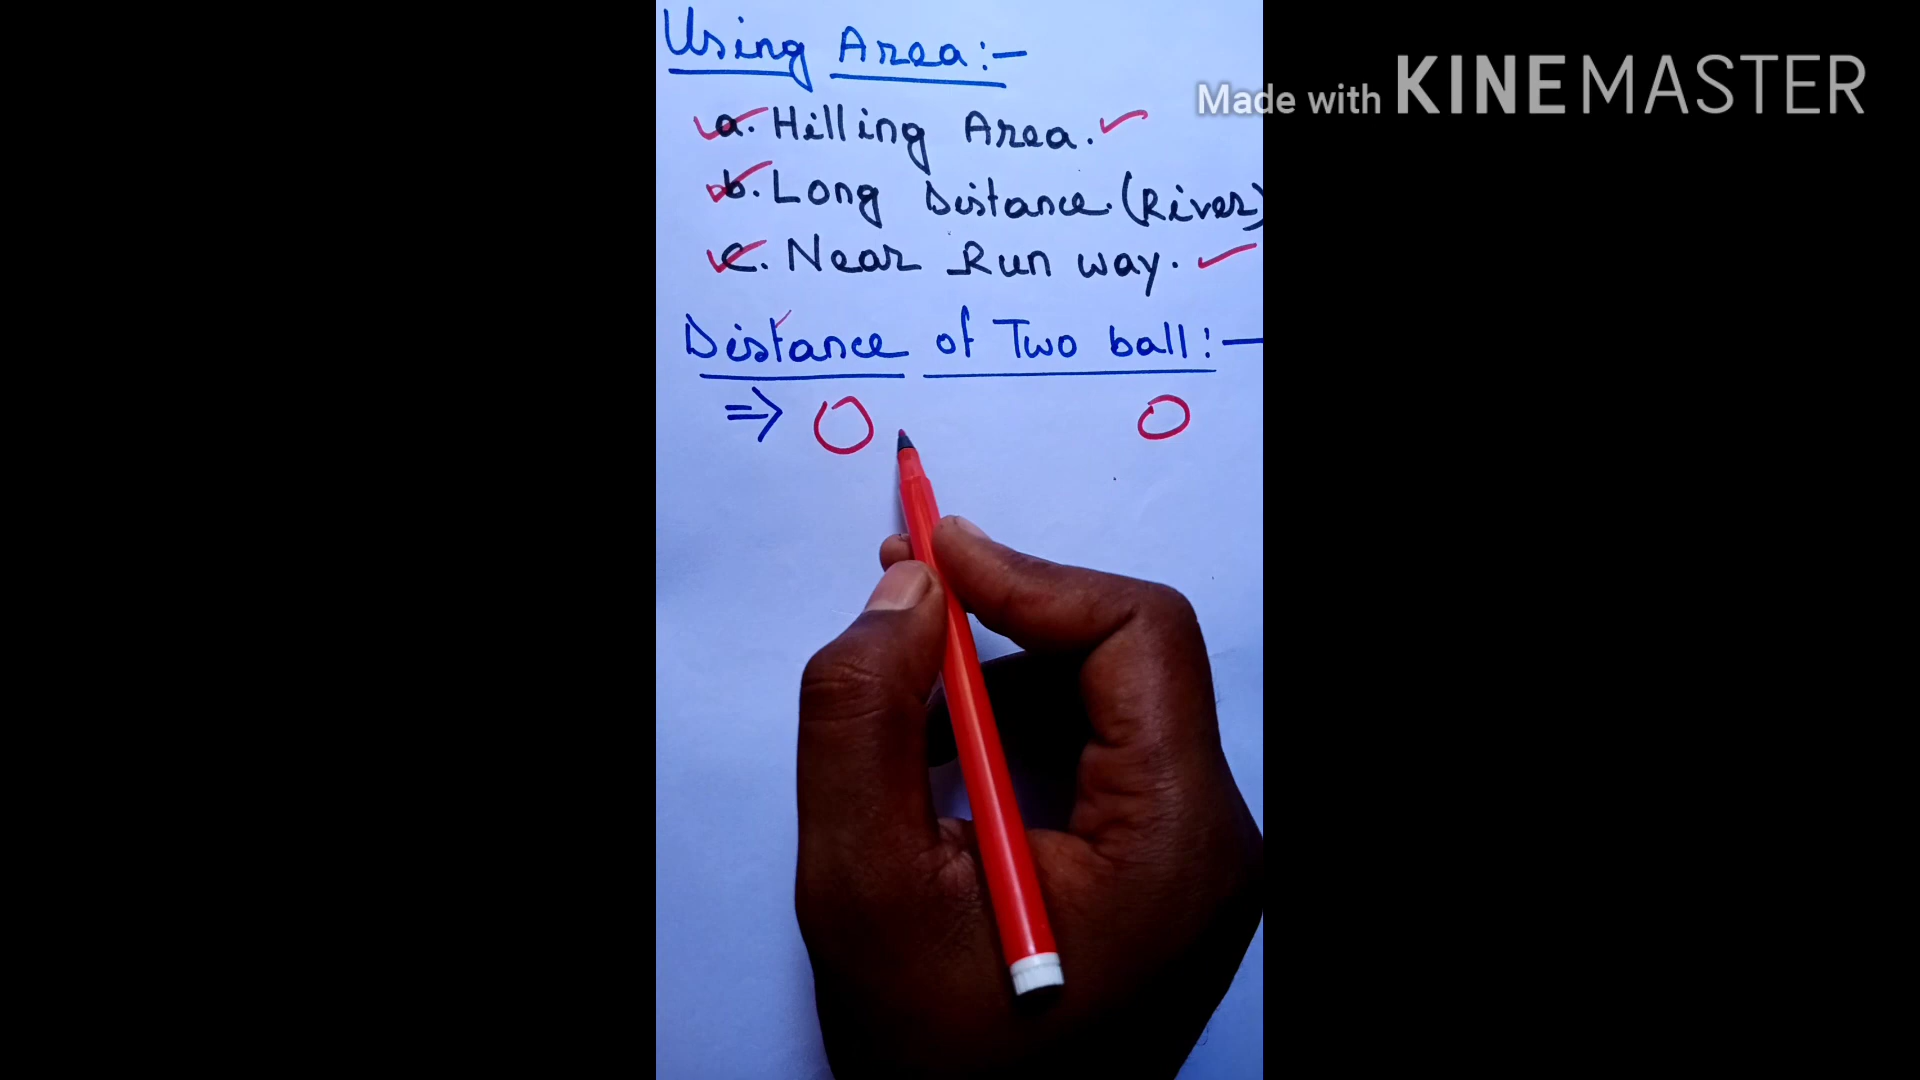 Using Area:-
a. Hilling Area.
b. Long Distance. (River)
c. Near Run way.
Distance of Two ball:-
⇒ O O
Made with KINEMASTER